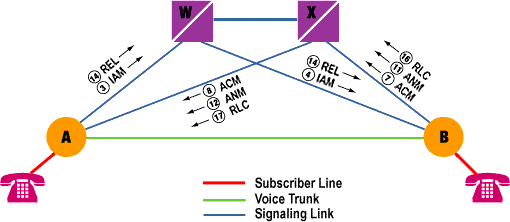 W
X
⑭ REL
③ IAM
⑧ ACM
⑫ ANM
⑰ RLC
⑭ REL
④ IAM
⑯ RLC
⑪ ANM
⑦ ACM
A
B
Subscriber Line
Voice Trunk
Signaling Link